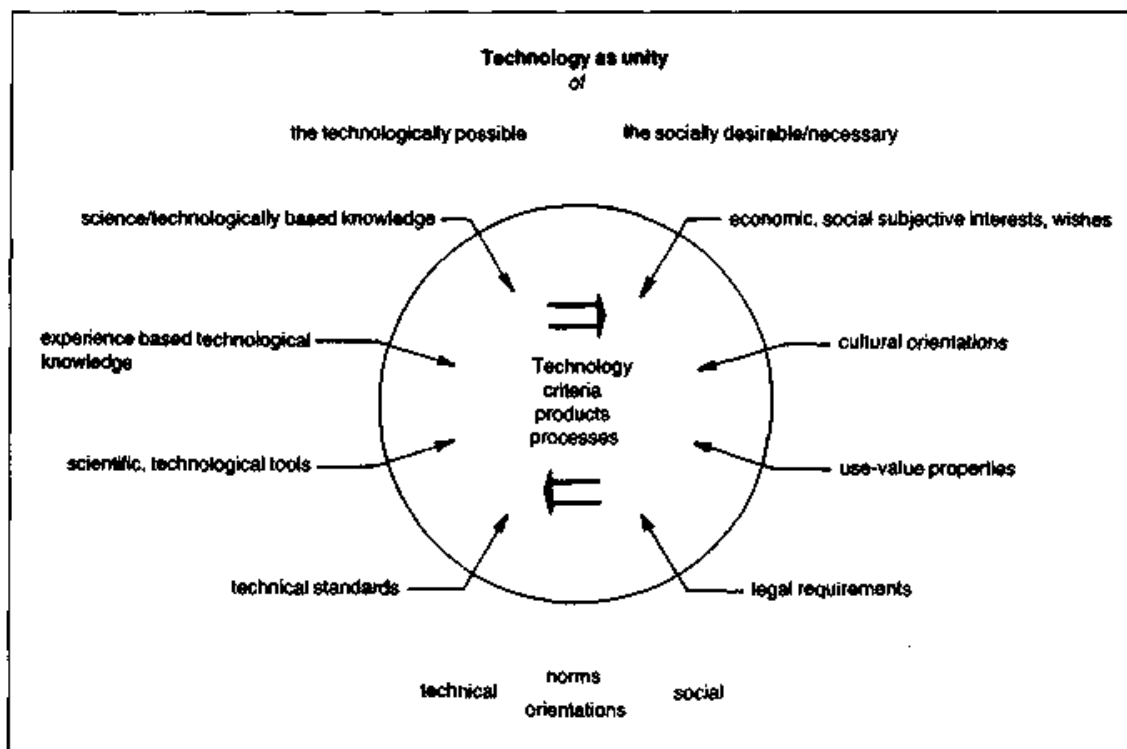 Technology as unity
of
the technologically possible
the socially desirable/necessary
science/technologically based knowledge
economic, social subjective interests, wishes
experience based technological
knowledge
cultural orientations
Technology
criteria
products
processes
scientific, technological tools
use-value properties
technical standards
legal requirements
technical
norms
orientations
social